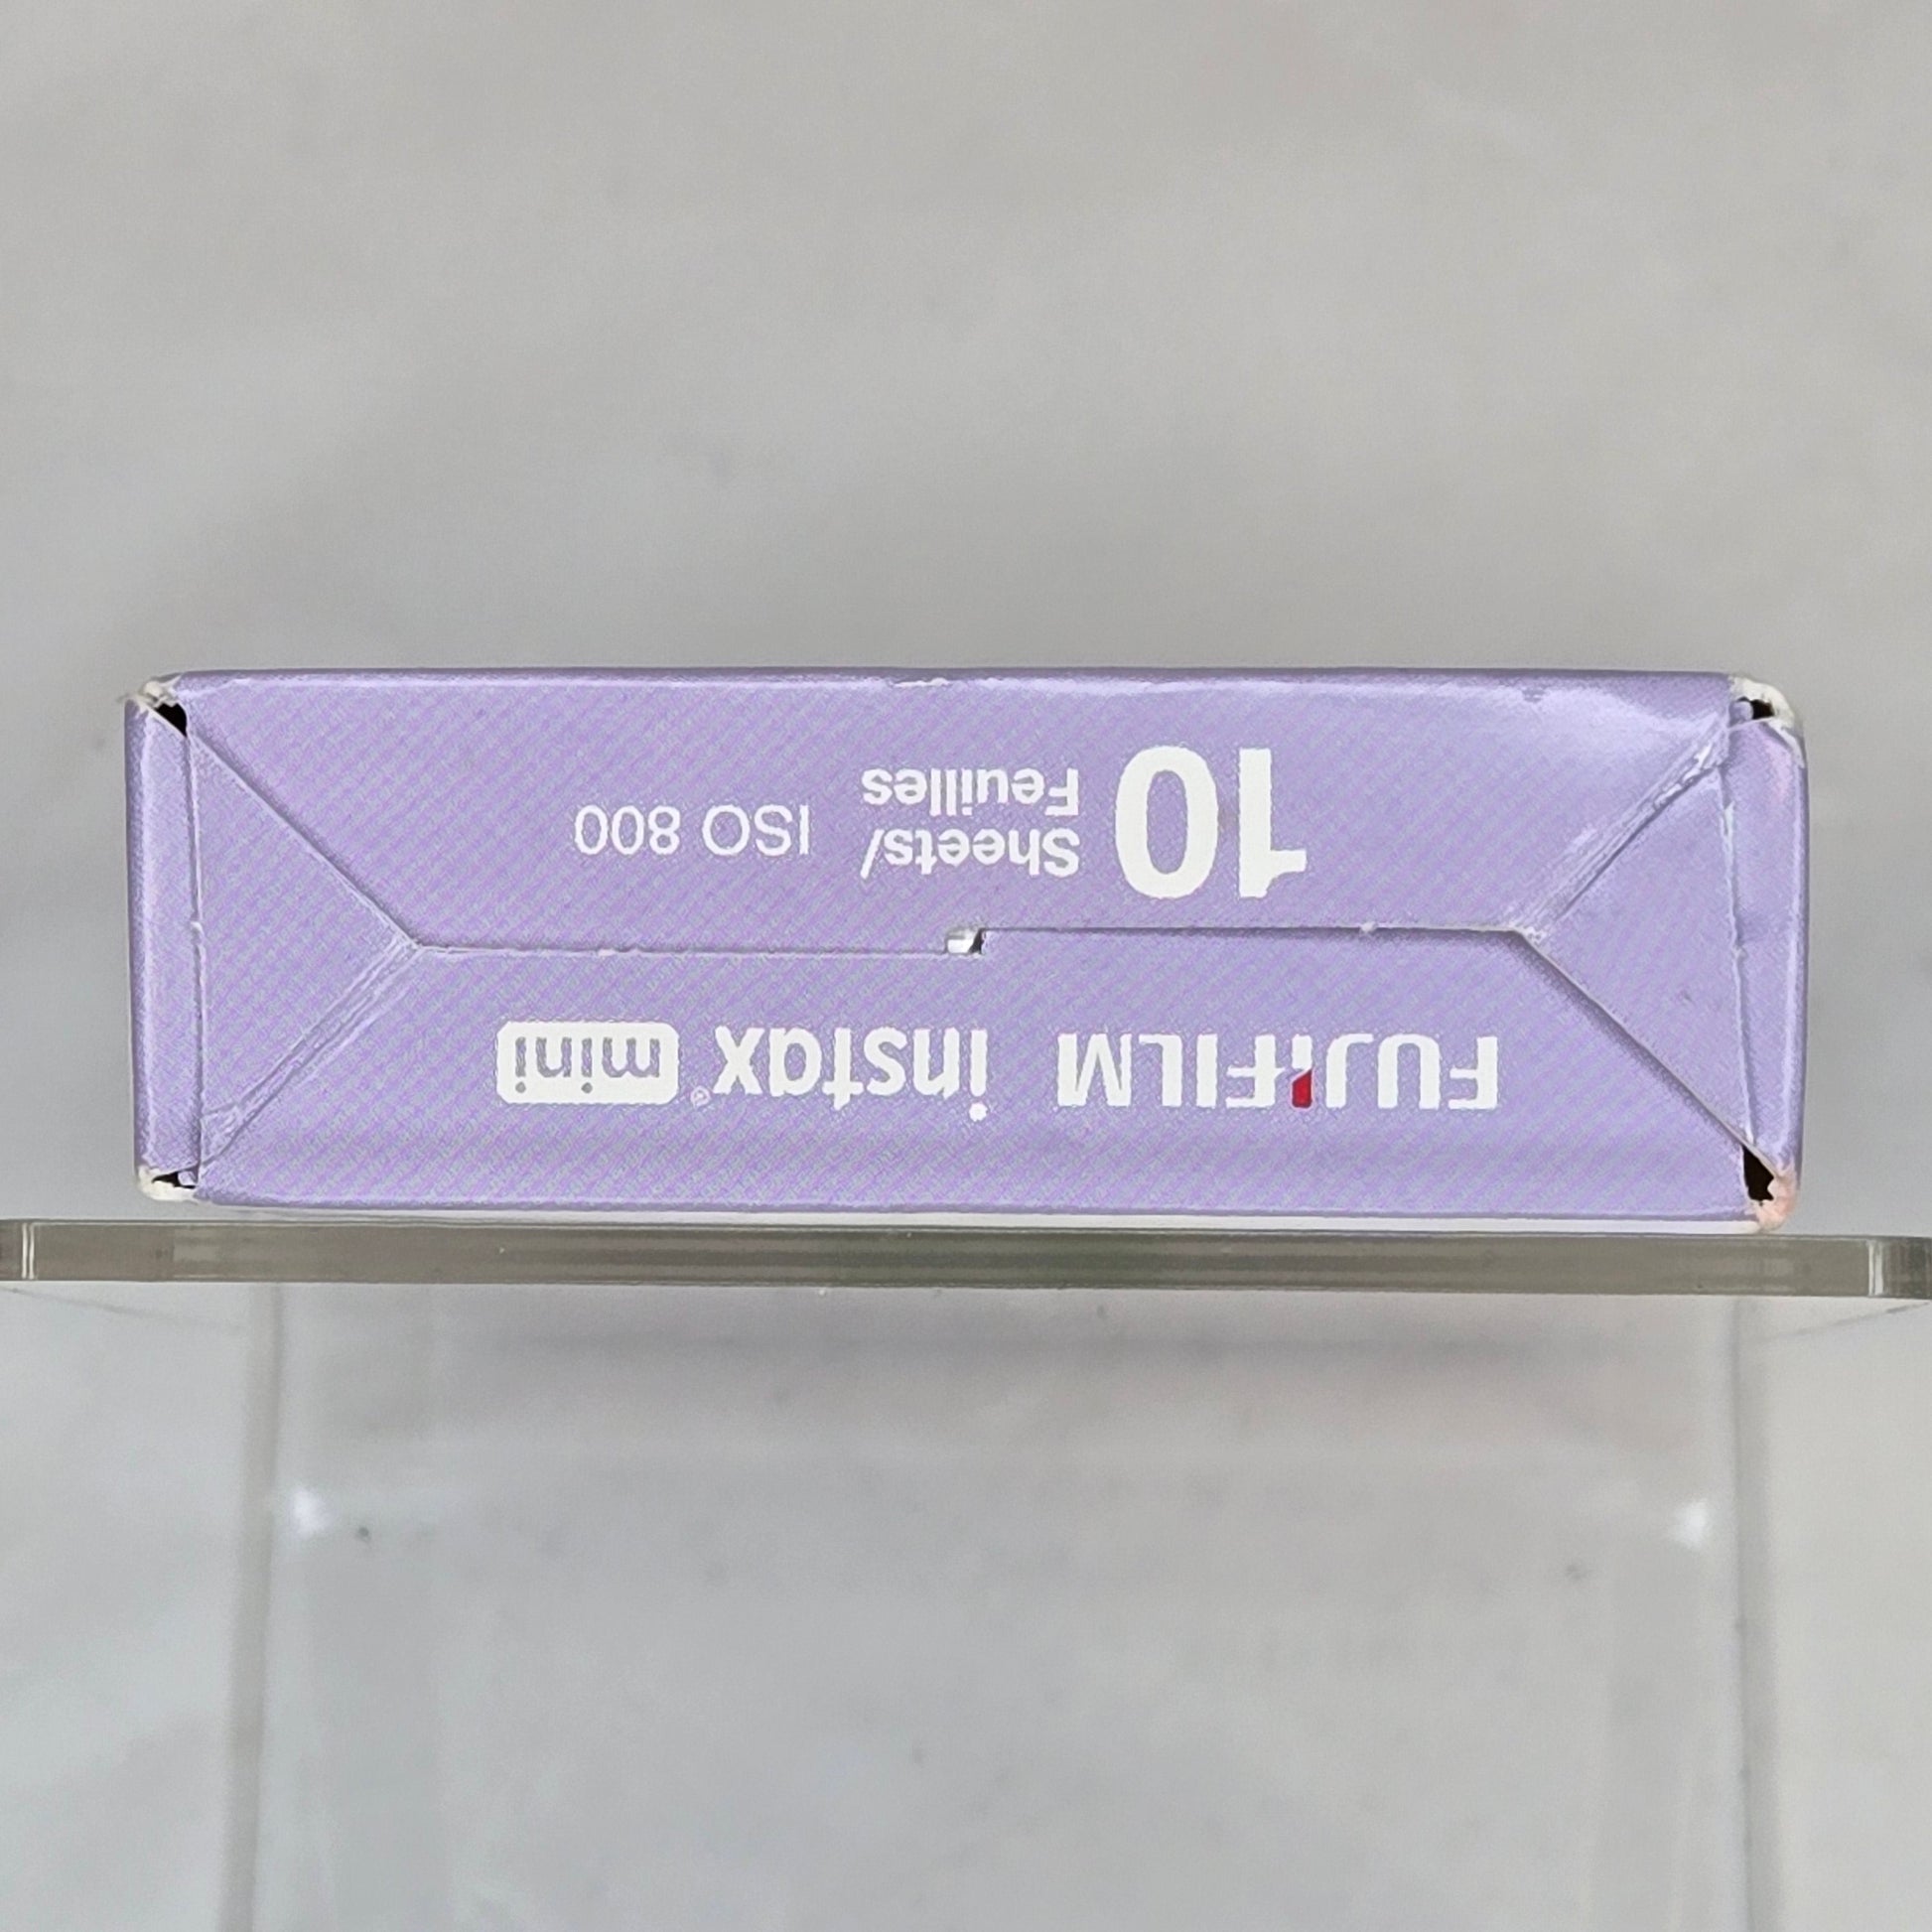 FUJIFILM instax® mini
10 Sheets/
Feuilles
ISO 800